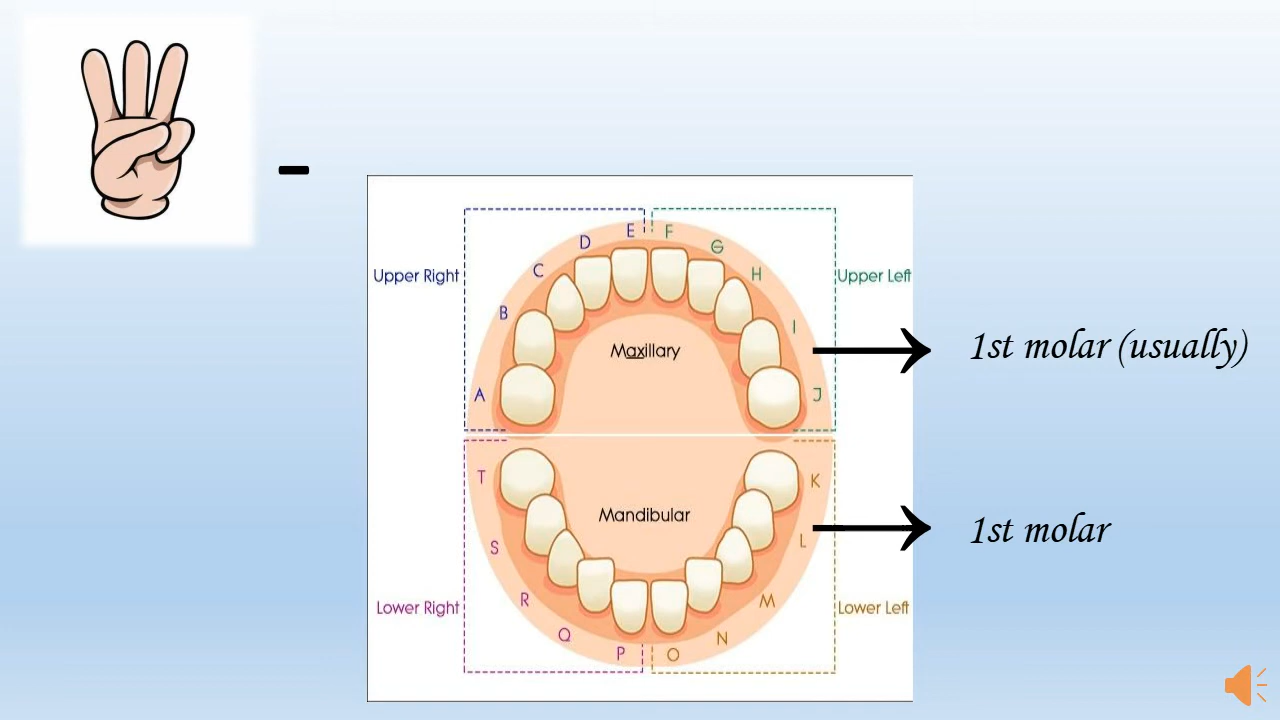 -
E F
D G
C H
Upper Right Upper Left
B I
Maxillary
1st molar (usually)
A J
T K
Mandibular
S L
1st molar
R M
Lower Right Lower Left
Q N
P O